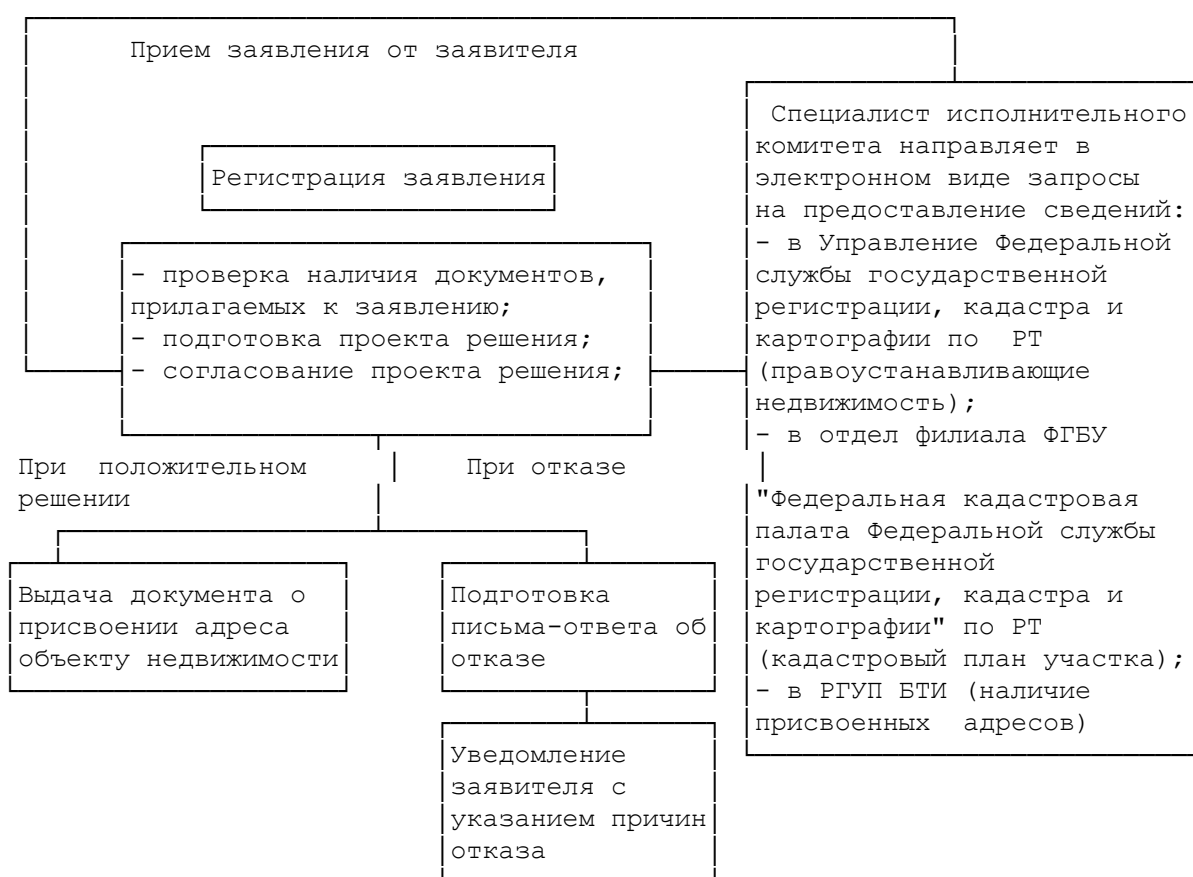 Прием заявления от заявителя
Регистрация заявления
- проверка наличия документов,
прилагаемых к заявлению;
- подготовка проекта решения;
- согласование проекта решения;
Специалист исполнительного
комитета направляет в
электронном виде запросы
на предоставление сведений:
- в Управление Федеральной
службы государственной
регистрации, кадастра и
картографии по РТ
(правоустанавливающие
недвижимость);
- в отдел филиала ФГБУ
"Федеральная кадастровая
палата Федеральной службы
государственной
регистрации, кадастра и
картографии" по РТ
(кадастровый план участка);
- в РГУП БТИ (наличие
присвоенных адресов)
При положительном
решении
При отказе
Выдача документа о
присвоении адреса
объекту недвижимости
Подготовка
письма-ответа об
отказе
Уведомление
заявителя с
указанием причин
отказа